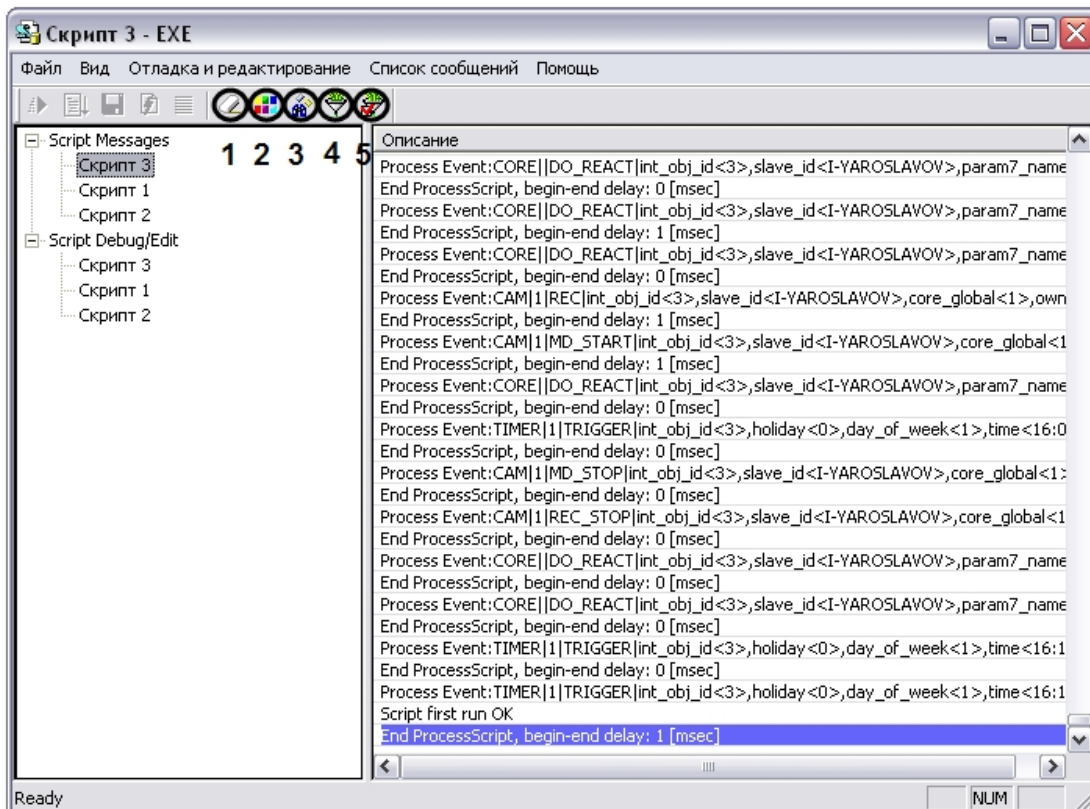 Скрипт 3 - EXE
Файл Вид Отладка и редактирование Список сообщений Помощь
1 2 3 4 5
Script Messages
Скрипт 3
Скрипт 1
Скрипт 2
Script Debug/Edit
Скрипт 3
Скрипт 1
Скрипт 2
Описание
Process Event:CORE||DO_REACT|int_obj_id<3>,slave_id<I-YAROSLAVOV>,param7_name
End ProcessScript, begin-end delay: 0 [msec]
Process Event:CORE||DO_REACT|int_obj_id<3>,slave_id<I-YAROSLAVOV>,param7_name
End ProcessScript, begin-end delay: 1 [msec]
Process Event:CORE||DO_REACT|int_obj_id<3>,slave_id<I-YAROSLAVOV>,param7_name
End ProcessScript, begin-end delay: 0 [msec]
Process Event:CAM|1|REC|int_obj_id<3>,slave_id<I-YAROSLAVOV>,core_global<1>,own
End ProcessScript, begin-end delay: 1 [msec]
Process Event:CAM|1|MD_START|int_obj_id<3>,slave_id<I-YAROSLAVOV>,core_global<1
End ProcessScript, begin-end delay: 1 [msec]
Process Event:CORE||DO_REACT|int_obj_id<3>,slave_id<I-YAROSLAVOV>,param7_name
End ProcessScript, begin-end delay: 0 [msec]
Process Event:TIMER|1|TRIGGER|int_obj_id<3>,holiday<0>,day_of_week<1>,time<16:0
End ProcessScript, begin-end delay: 0 [msec]
Process Event:CAM|1|MD_STOP|int_obj_id<3>,slave_id<I-YAROSLAVOV>,core_global<1>
End ProcessScript, begin-end delay: 0 [msec]
Process Event:CAM|1|REC_STOP|int_obj_id<3>,slave_id<I-YAROSLAVOV>,core_global<1
End ProcessScript, begin-end delay: 0 [msec]
Process Event:CORE||DO_REACT|int_obj_id<3>,slave_id<I-YAROSLAVOV>,param7_name
End ProcessScript, begin-end delay: 0 [msec]
Process Event:CORE||DO_REACT|int_obj_id<3>,slave_id<I-YAROSLAVOV>,param7_name
End ProcessScript, begin-end delay: 0 [msec]
Process Event:TIMER|1|TRIGGER|int_obj_id<3>,holiday<0>,day_of_week<1>,time<16:1
End ProcessScript, begin-end delay: 0 [msec]
Process Event:TIMER|1|TRIGGER|int_obj_id<3>,holiday<0>,day_of_week<1>,time<16:1
Script first run OK
End ProcessScript, begin-end delay: 1 [msec]
Ready
NUM